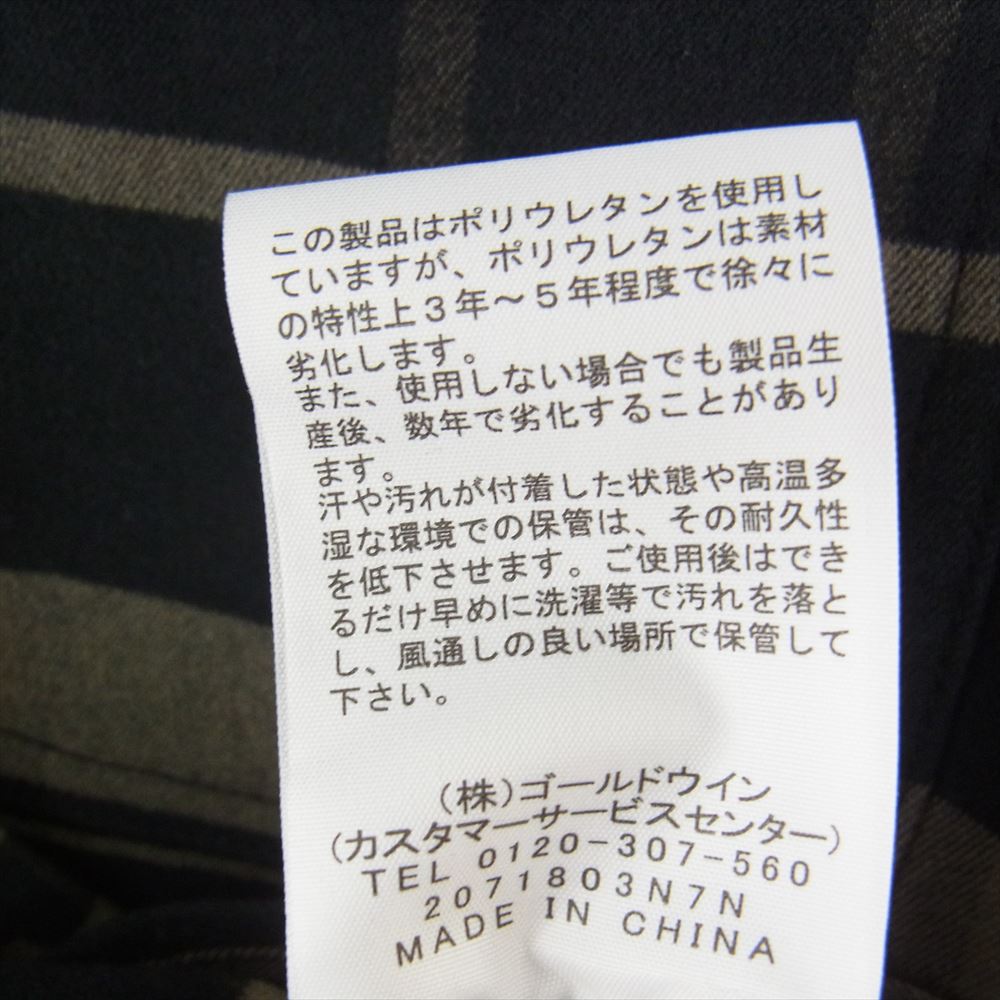 この製品はポリウレタンを使用し
ていますが、ポリウレタンは素材
の特性上３年～５年程度で徐々に
劣化します。
また、使用しない場合でも製品生
産後、数年で劣化することがあり
ます。
汗や汚れが付着した状態や高温多
湿な環境での保管は、その耐久性
を低下させます。ご使用後はでき
るだけ早めに洗濯等で汚れを落と
し、風通しの良い場所で保管して
下さい。
(株)ゴールドウイン
(カスタマーサービスセンター)
TEL 0120-307-560
2071803N7N
MADE IN CHINA